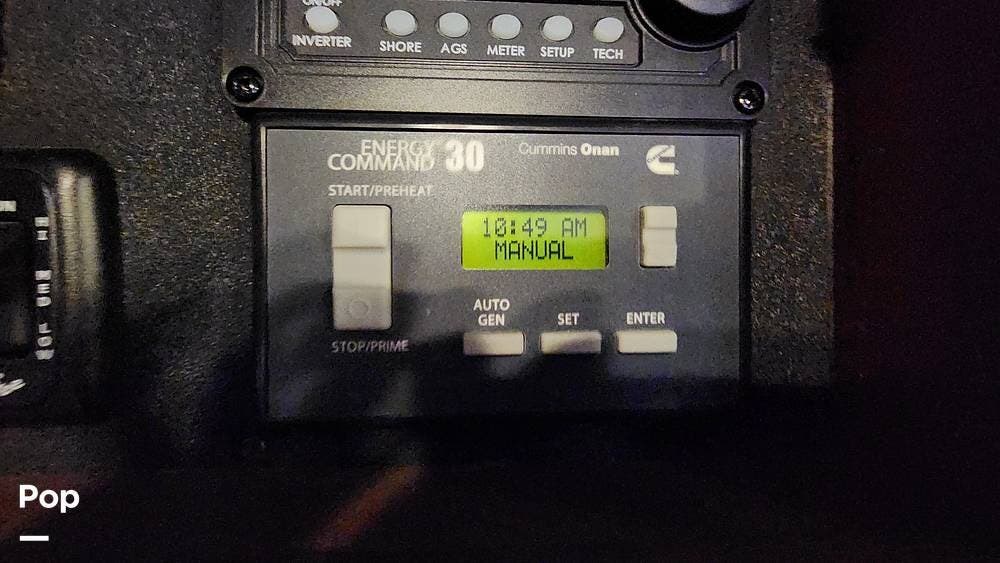 ON/OFF
INVERTER
SHORE
AGS
METER
SETUP
TECH
ENERGY
COMMAND 30
Cummins Onan
START/PREHEAT
10:49 AM
MANUAL
AUTO
GEN
SET
ENTER
STOP/PRIME
HI
MED
LOW
Pop